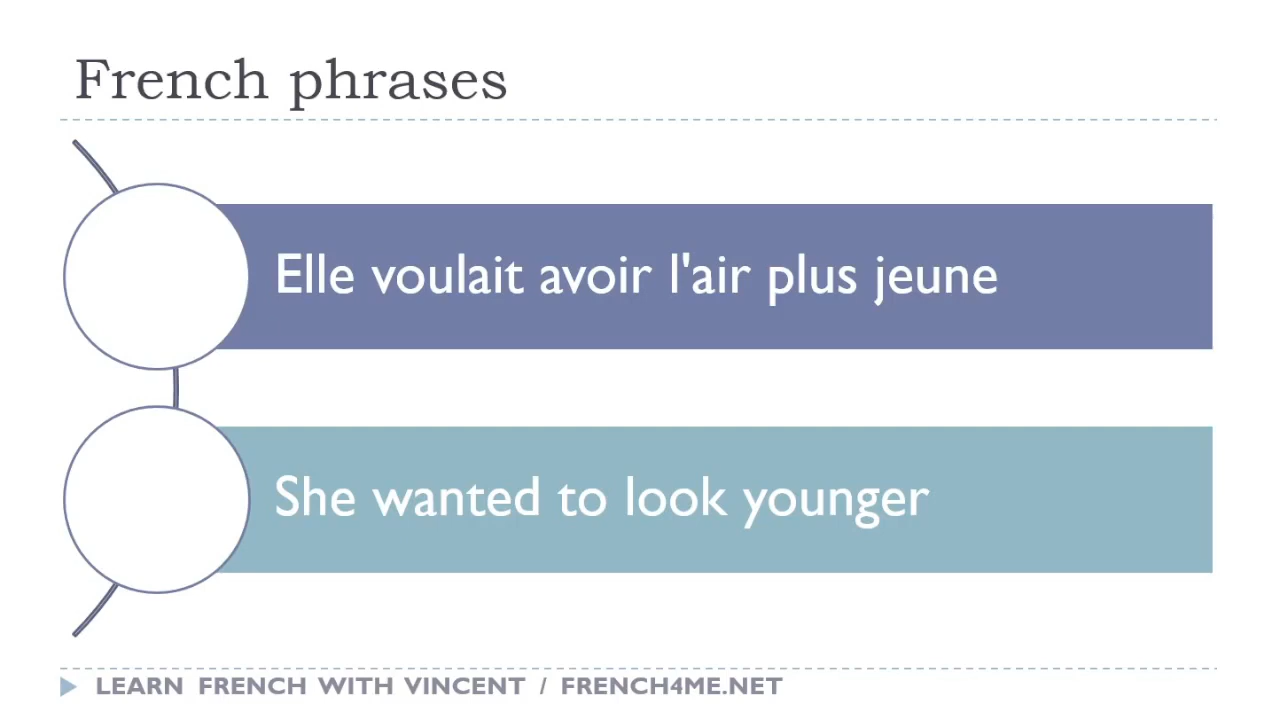 French phrases
Elle voulait avoir l'air plus jeune
She wanted to look younger
LEARN FRENCH WITH VINCENT / FRENCH4ME.NET